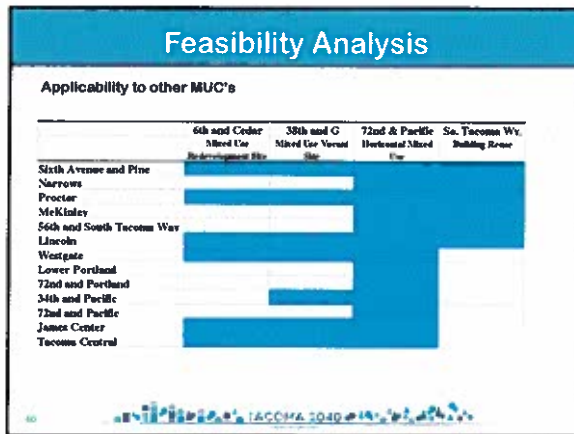 Feasibility Analysis
Applicability to other MUC's
6th and Cedar 38th and G 72nd & Pacific So. Tacoma Wy.
Mixed Use Mixed Use Vacant Horizontal Mixed Building Reuse
Redevelopment Site Site Use
Sixth Avenue and Pine
Narrows
Proctor
McKinley
56th and South Tacoma Way
Lincoln
Westgate
Lower Portland
72nd and Portland
34th and Pacific
72nd and Pacific
James Center
Tacoma Central
TACOMA 2040